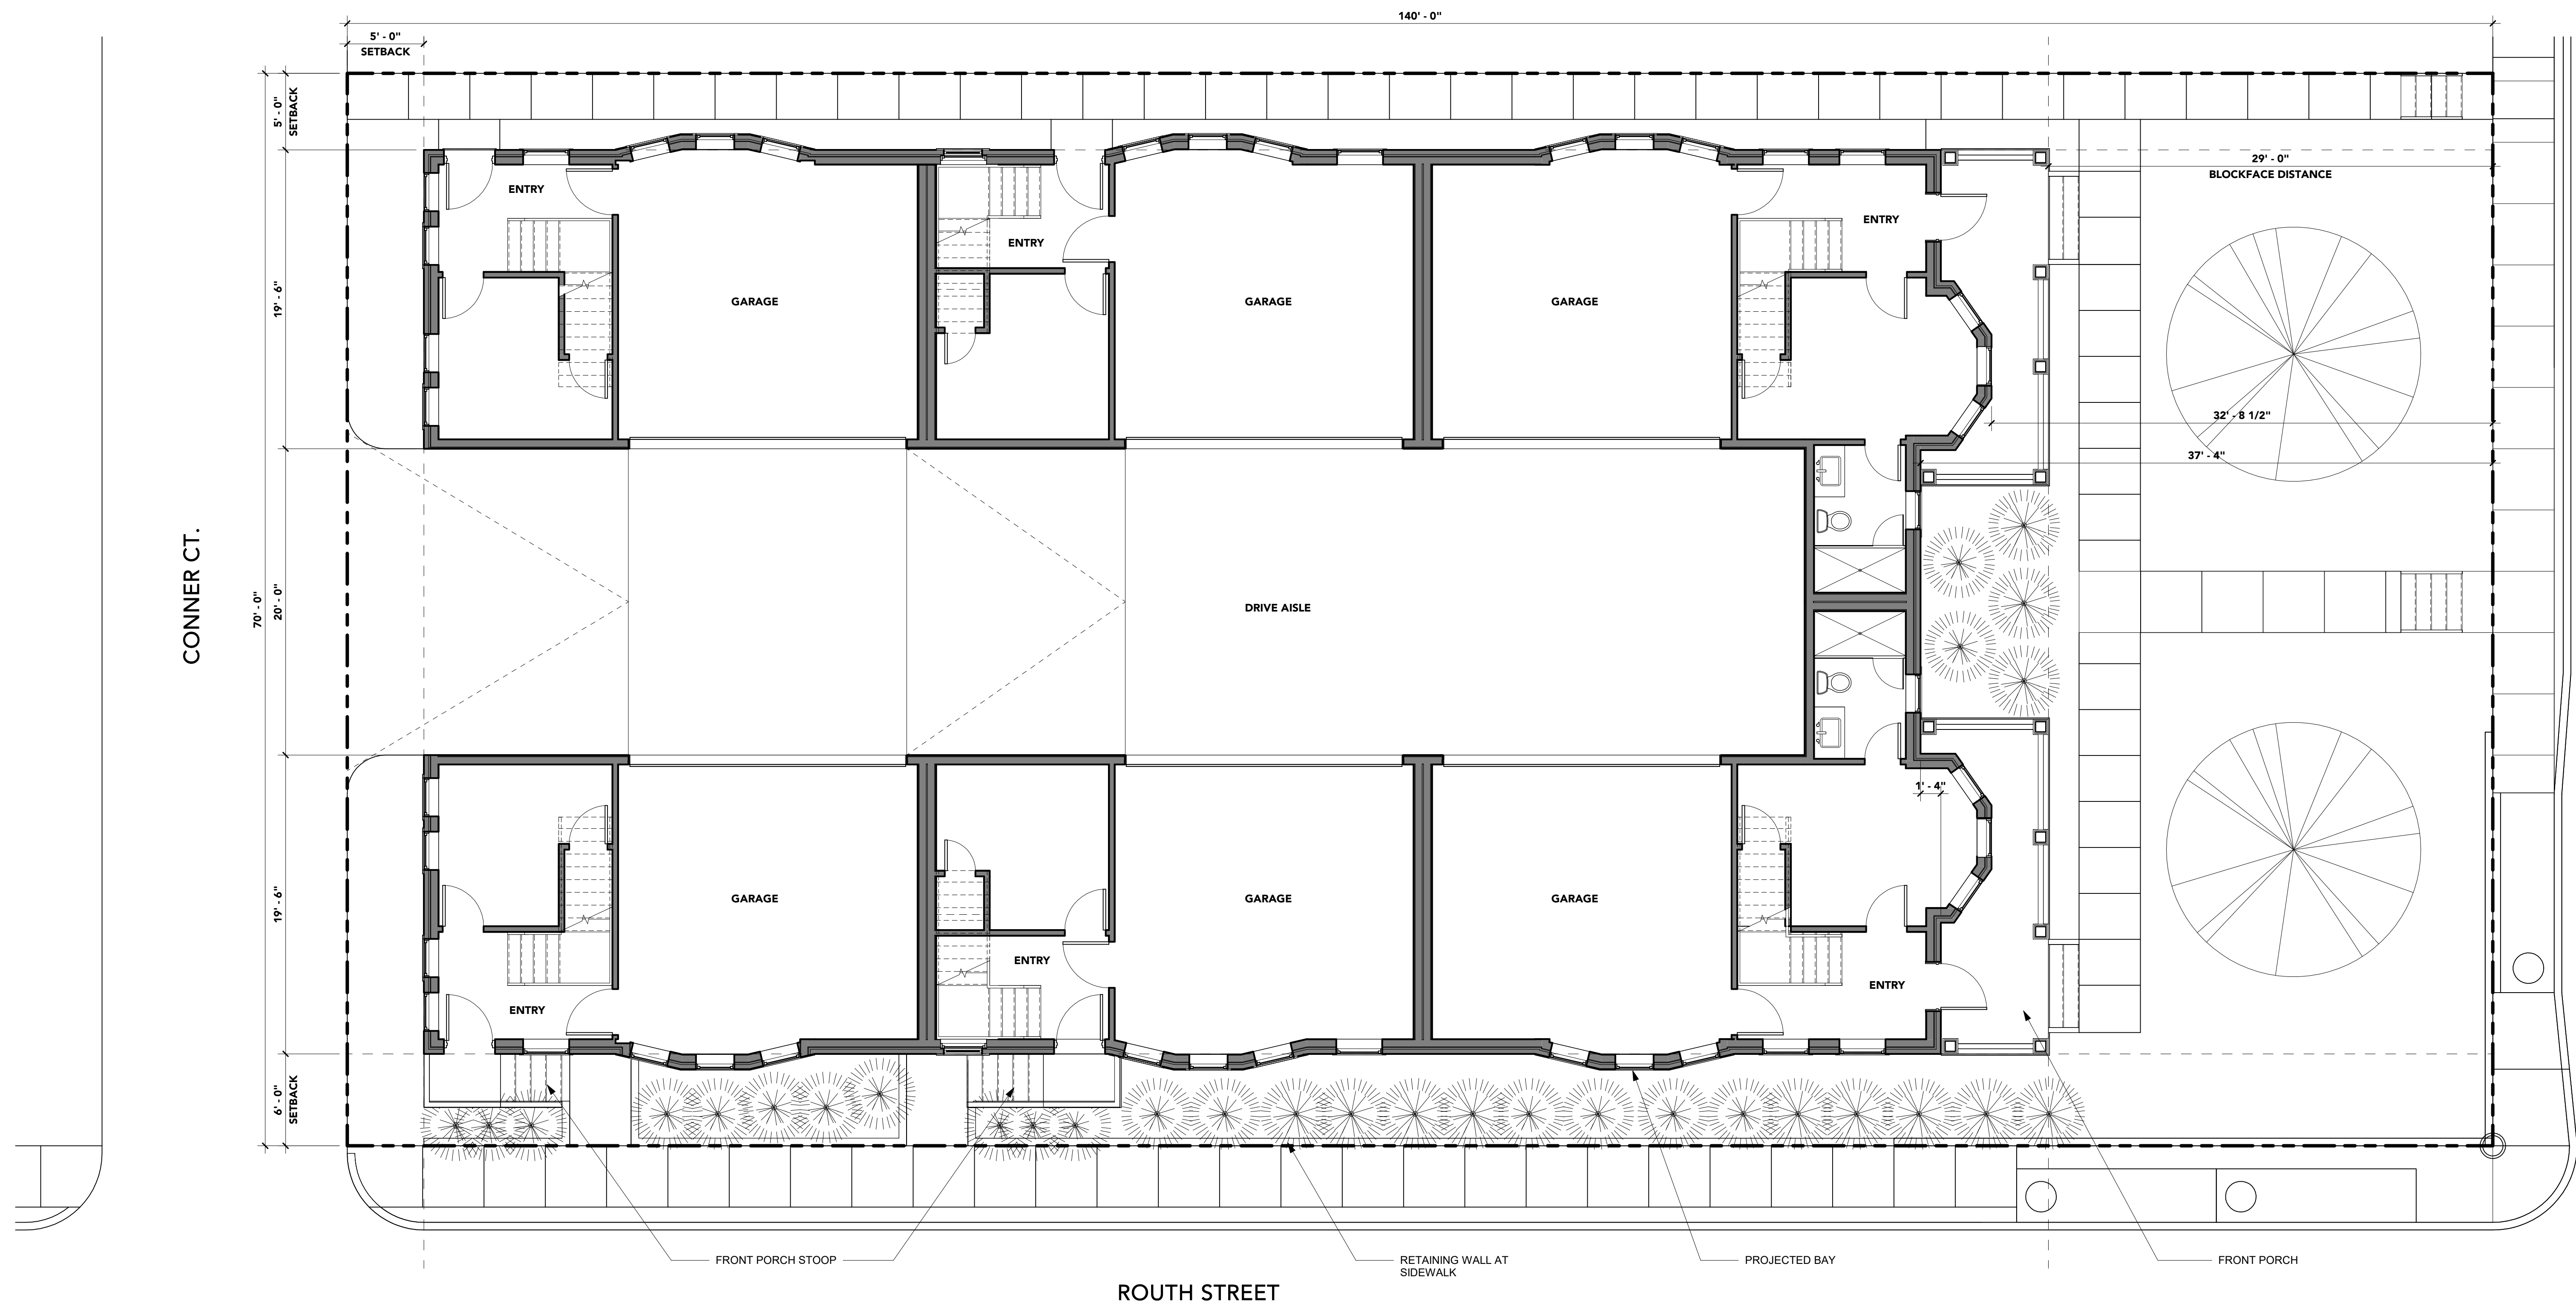 140' - 0"
5' - 0"
SETBACK
5' - 0"
SETBACK
29' - 0"
BLOCKFACE DISTANCE
ENTRY
ENTRY
ENTRY
19' - 6"
GARAGE
GARAGE
GARAGE
32' - 8 1/2"
37' - 4"
CONNER CT.
70' - 0"
20' - 0"
DRIVE AISLE
1' - 4"
19' - 6"
GARAGE
GARAGE
GARAGE
ENTRY
ENTRY
ENTRY
6' - 0"
SETBACK
FRONT PORCH STOOP
RETAINING WALL AT
SIDEWALK
PROJECTED BAY
FRONT PORCH
ROUTH STREET